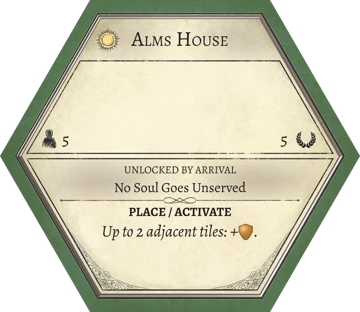 Alms House
5 5
UNLOCKED BY ARRIVAL
No Soul Goes Unserved
PLACE / ACTIVATE
Up to 2 adjacent tiles: +.